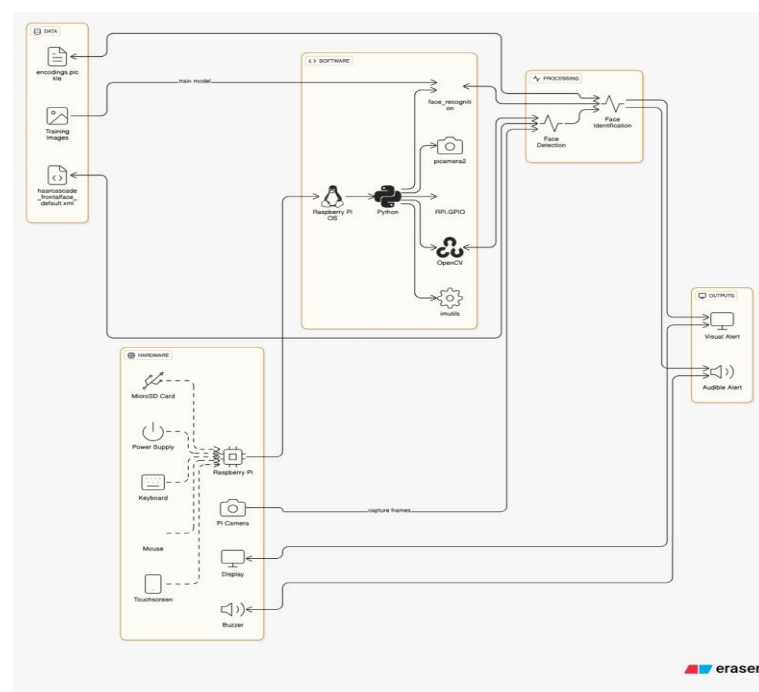 DATA
encodings.pic
kle
Training
Images
haarcascade
_frontalface_
default.xml
train model
SOFTWARE
face_recogniti
on
picamera2
Raspberry Pi
OS
Python
RPi.GPIO
OpenCV
imutils
PROCESSING
Face
Detection
Face
Identification
OUTPUTS
Visual Alert
Audible Alert
HARDWARE
MicroSD Card
Power Supply
Keyboard
Mouse
Touchscreen
Raspberry Pi
Pi Camera
capture frames
Display
Buzzer
eraser